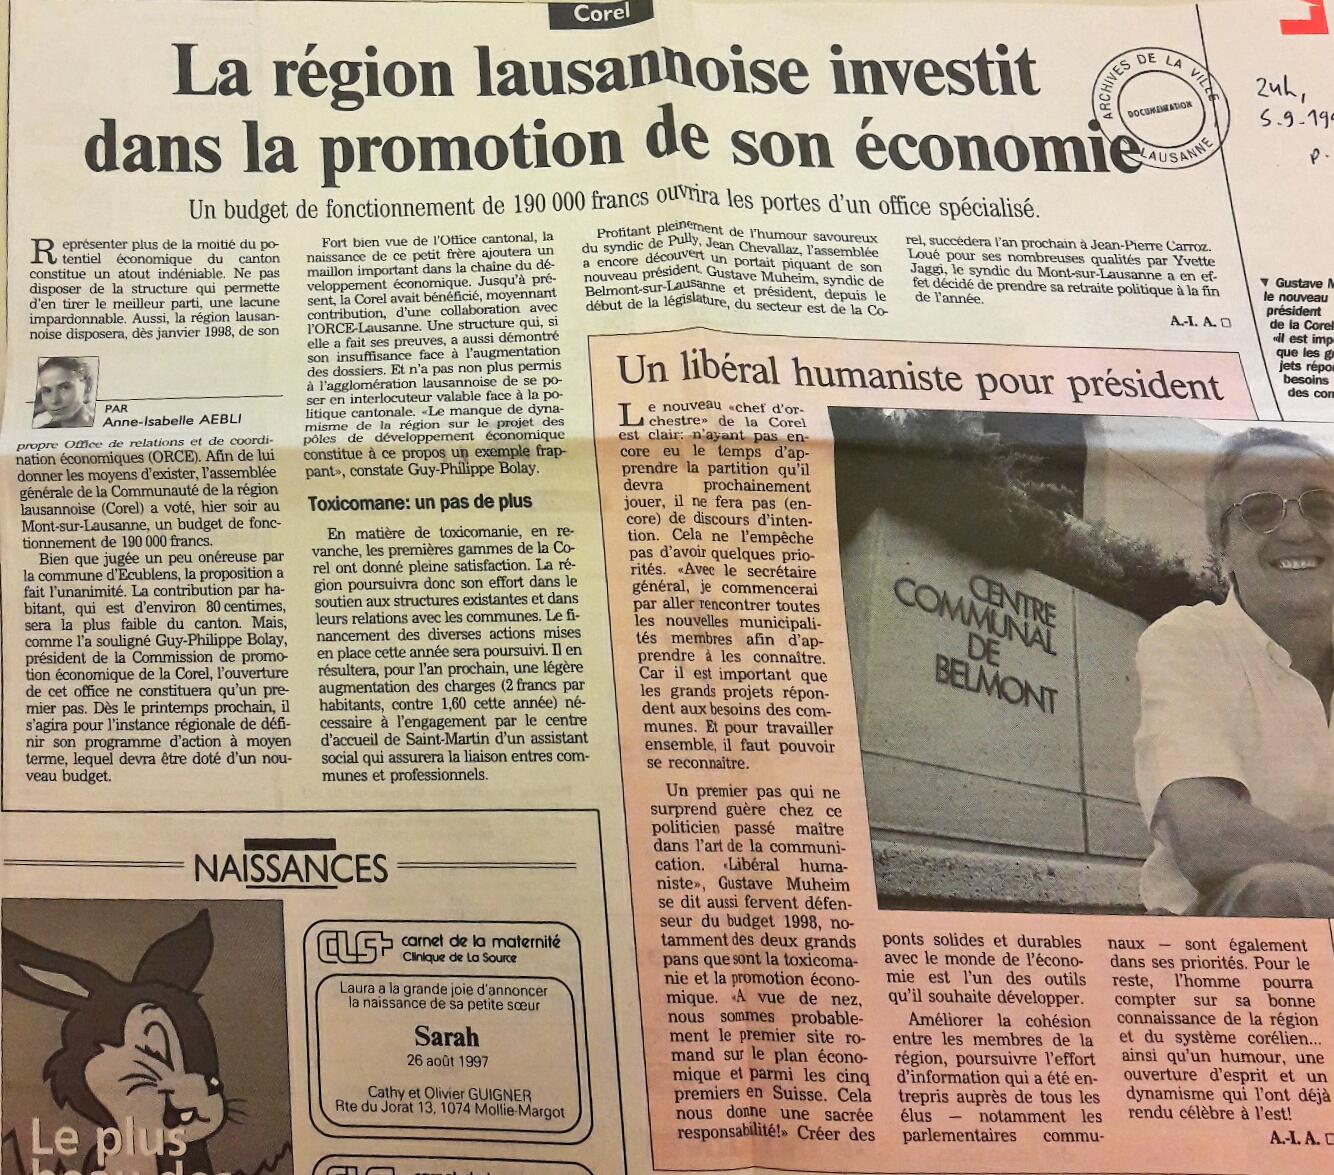 Corel
La région lausannoise investit
dans la promotion de son économie
Un budget de fonctionnement de 190 000 francs ouvrira les portes d'un office spécialisé.
ARCHIVES DE LA VILLE
DOCUMENTATION
LAUSANNE
24h,
5-9-199
p.
Représenter plus de la moitié du po-
tentiel économique du canton
constitue un atout indéniable. Ne pas
disposer de la structure qui permette
d'en tirer le meilleur parti, une lacune
impardonnable. Aussi, la région lausan-
noise disposera, dès janvier 1998, de son
PAR
Anne-Isabelle AEBLI
propre Office de relations et de coordi-
nation économiques (ORCE). Afin de lui
donner les moyens d'exister, l'assemblée
générale de la Communauté de la région
lausannoise (Corel) a voté, hier soir au
Mont-sur-Lausanne, un budget de fonc-
tionnement de 190 000 francs.
Bien que jugée un peu onéreuse par
la commune d'Ecublens, la proposition a
fait l'unanimité. La contribution par ha-
bitant, qui est d'environ 80 centimes,
sera la plus faible du canton. Mais,
comme l'a souligné Guy-Philippe Bolay,
président de la Commission de promo-
tion économique de la Corel, l'ouverture
de cet office ne constituera qu'un pre-
mier pas. Dès le printemps prochain, il
s'agira pour l'instance régionale de défi-
nir son programme d'action à moyen
terme, lequel devra être doté d'un nou-
veau budget.
Fort bien vue de l'Office cantonal, la
naissance de ce petit frère ajoutera un
maillon important dans la chaîne du dé-
veloppement économique. Jusqu'à pré-
sent, la Corel avait bénéficié, moyennant
contribution, d'une collaboration avec
l'ORCE-Lausanne. Une structure qui, si
elle a fait ses preuves, a aussi démontré
son insuffisance face à l'augmentation
des dossiers. Et n'a pas non plus permis
à l'agglomération lausannoise de se po-
ser en interlocuteur valable face à la po-
litique cantonale. «Le manque de dyna-
misme de la région sur le projet des
pôles de développement économique
constitue à ce propos un exemple frap-
pant», constate Guy-Philippe Bolay.
Toxicomane: un pas de plus
En matière de toxicomanie, en re-
vanche, les premières gammes de la Co-
rel ont donné pleine satisfaction. La ré-
gion poursuivra donc son effort dans le
soutien aux structures existantes et dans
leurs relations avec les communes. Le fi-
nancement des diverses actions mises
en place cette année sera poursuivi. Il en
résultera, pour l'an prochain, une légère
augmentation des charges (2 francs par
habitants, contre 1,60 cette année) né-
cessaire à l'engagement par le centre
d'accueil de Saint-Martin d'un assistant
social qui assurera la liaison entres com-
munes et professionnels.
Profitant pleinement de l'humour savoureux
du syndic de Pully, Jean Chevallaz, l'assemblée
a encore découvert un portait piquant de son
nouveau président, Gustave Muheim, syndic de
Belmont-sur-Lausanne et président, depuis le
début de la législature, du secteur est de la Co-
rel, succédera l'an prochain à Jean-Pierre Carroz.
Loué pour ses nombreuses qualités par Yvette
Jaggi, le syndic du Mont-sur-Lausanne a en ef-
fet décidé de prendre sa retraite politique à la fin
de l'année.
A.-I. A. □
▼ Gustave M
le nouveau
président
de la Corel
«il est imp
que les g
jets répo
besoins
des com
Un libéral humaniste pour président
Le nouveau «chef d'or-
chestre» de la Corel
est clair: n'ayant pas en-
core eu le temps d'ap-
prendre la partition qu'il
devra prochainement
jouer, il ne fera pas (en-
core) de discours d'inten-
tion. Cela ne l'empêche
pas d'avoir quelques prio-
rités. «Avec le secrétaire
général, je commencerai
par aller rencontrer toutes
les nouvelles municipali-
tés membres afin d'ap-
prendre à les connaître.
Car il est important que
les grands projets répon-
dent aux besoins des com-
munes. Et pour travailler
ensemble, il faut pouvoir
se reconnaître.
Un premier pas qui ne
surprend guère chez ce
politicien passé maître
dans l'art de la communi-
cation. «Libéral huma-
niste», Gustave Muheim
se dit aussi fervent défen-
seur du budget 1998, no-
tamment des deux grands
pans que sont la toxicoma-
nie et la promotion écono-
mique. «A vue de nez,
nous sommes probable-
ment le premier site ro-
mand sur le plan écono-
mique et parmi les cinq
premiers en Suisse. Cela
nous donne une sacrée
responsabilité!» Créer des
CENTRE
COMMUNAL
DE
BELMONT
ponts solides et durables
avec le monde de l'écono-
mie est l'un des outils
qu'il souhaite développer.
Améliorer la cohésion
entre les membres de la
région, poursuivre l'effort
d'information qui a été en-
trepris auprès de tous les
élus — notamment les
parlementaires commu-
naux — sont également
dans ses priorités. Pour le
reste, l'homme pourra
compter sur sa bonne
connaissance de la région
et du système corélien...
ainsi qu'un humour, une
ouverture d'esprit et un
dynamisme qui l'ont déjà
rendu célèbre à l'est!
A.-I. A. □
NAISSANCES
Le plus
beau des
CLS+ carnet de la maternité
Clinique de La Source
Laura a la grande joie d'annoncer
la naissance de sa petite sœur
Sarah
26 août 1997
Cathy et Olivier GUIGNER
Rte du Jorat 13, 1074 Mollie-Margot
CLS+ carnet de la maternité